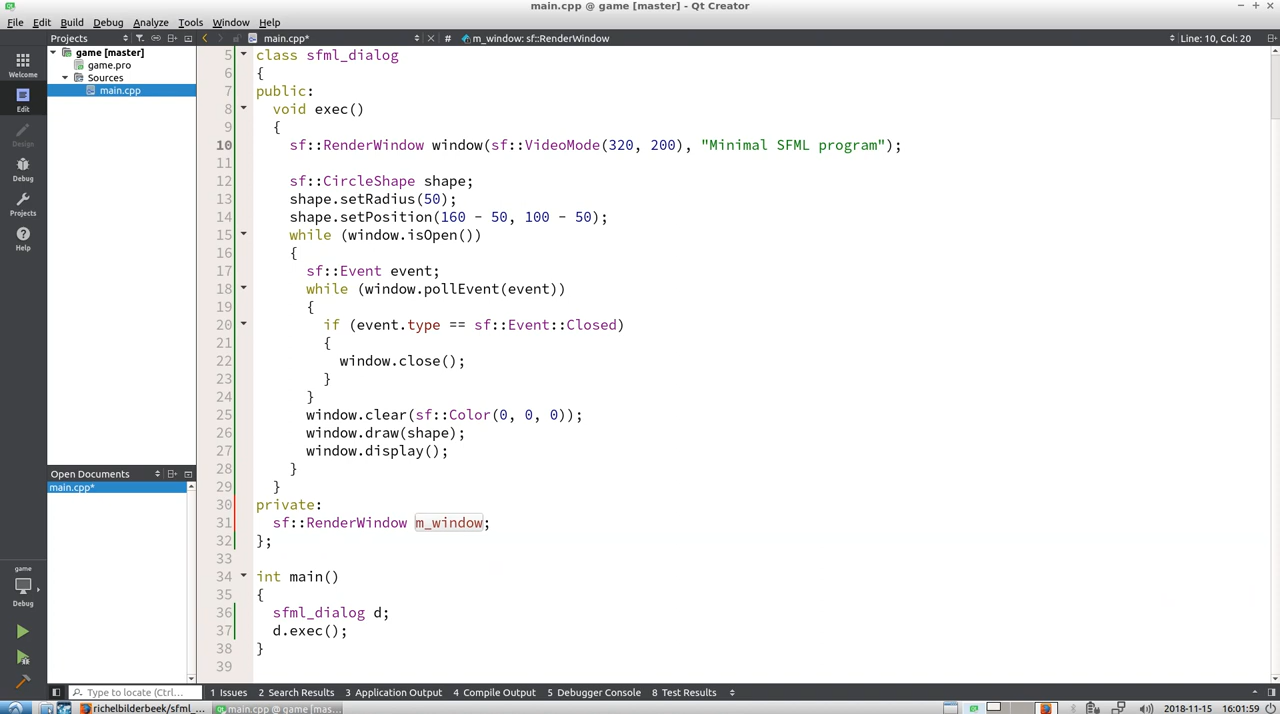 main.cpp @ game [master] - Qt Creator
File Edit Build Debug Analyze Tools Window Help
Projects main.cpp* # m_window: sf::RenderWindow Line: 10, Col: 20
Welcome
Edit
Design
Debug
Projects
Help
game [master]
game.pro
Sources
main.cpp
Open Documents
main.cpp*
game
Debug
5 class sfml_dialog
6 {
7 public:
8 void exec()
9 {
10 sf::RenderWindow window(sf::VideoMode(320, 200), "Minimal SFML program");
11
12 sf::CircleShape shape;
13 shape.setRadius(50);
14 shape.setPosition(160 - 50, 100 - 50);
15 while (window.isOpen())
16 {
17 sf::Event event;
18 while (window.pollEvent(event))
19 {
20 if (event.type == sf::Event::Closed)
21 {
22 window.close();
23 }
24 }
25 window.clear(sf::Color(0, 0, 0));
26 window.draw(shape);
27 window.display();
28 }
29 }
30 private:
31 sf::RenderWindow m_window;
32 };
33
34 int main()
35 {
36 sfml_dialog d;
37 d.exec();
38 }
39
Type to locate (Ctrl... 1 Issues 2 Search Results 3 Application Output 4 Compile Output 5 Debugger Console 8 Test Results
richelbilderbeek/sfml_... main.cpp @ game [mas... 2018-11-15 16:01:59